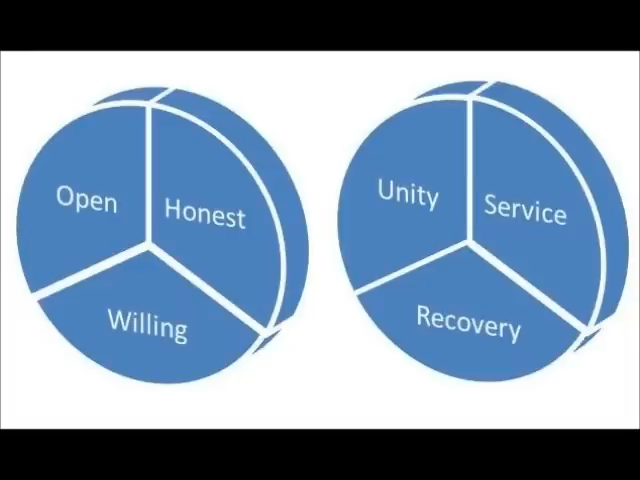 Open
Honest
Willing
Unity
Service
Recovery